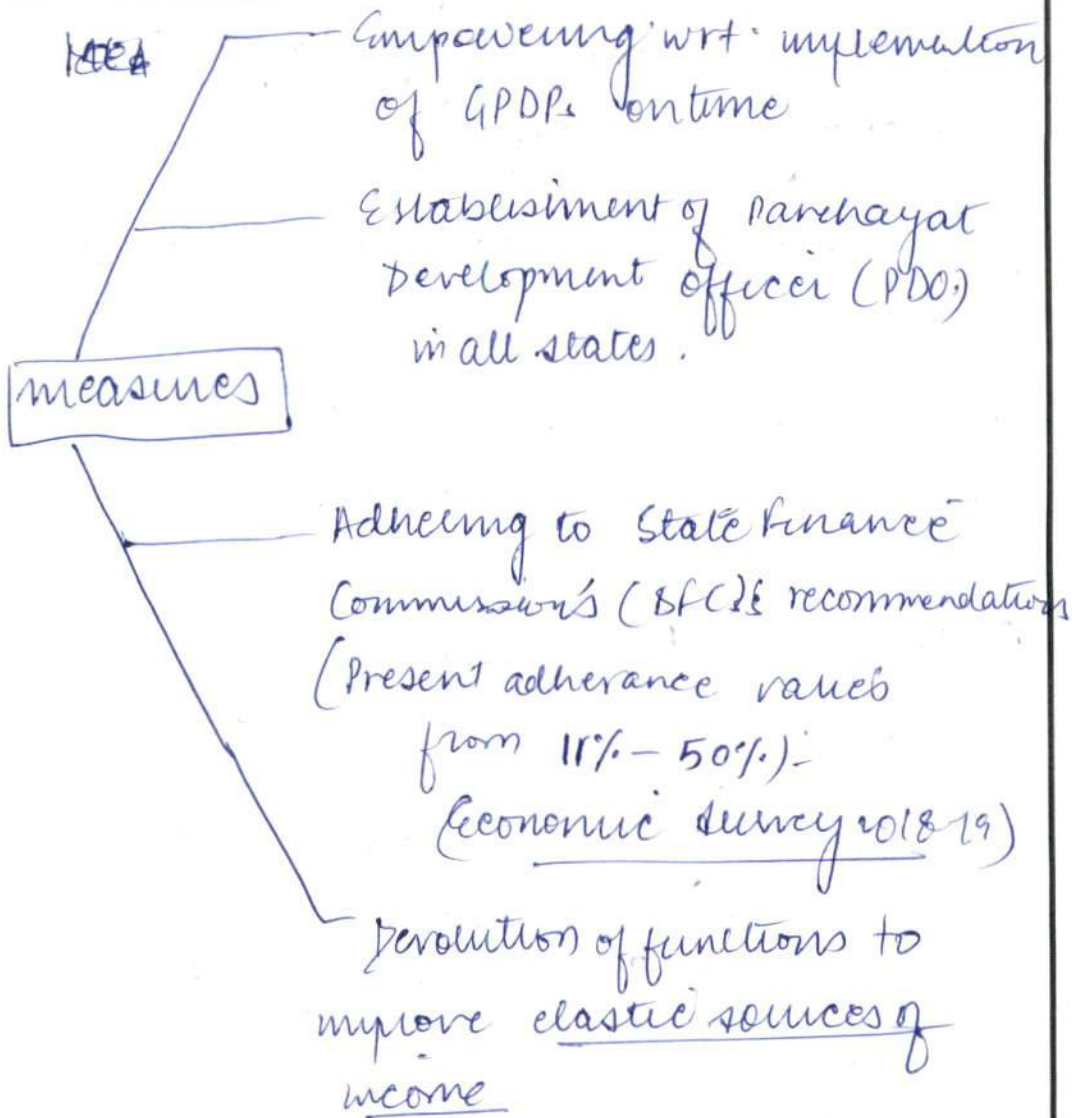 Empowering wrt. implementation
of GPDPs ontime
Establishment of Panchayat
Development Officer (PDO)
in all states.
measures
Adhering to State Finance
Commission's (SFC)'s recommendations
(Present adherance varies
from 11% - 50%) -
(Economic Survey 2018-19)
Devolution of functions to
improve elastic sources of
income